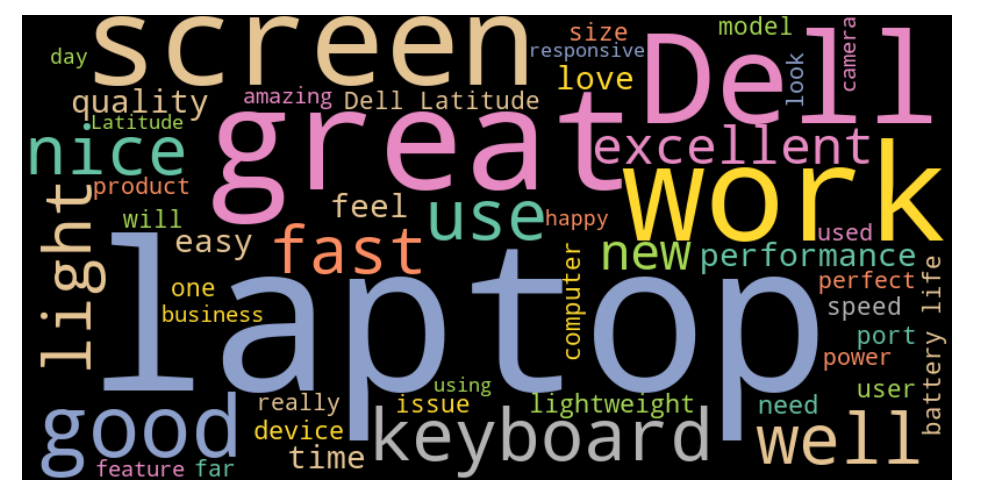 screen
size
model
camera
day
responsive
Dell
look
love
quality
amazing
Dell Latitude
great
Latitude
nice
excellent
work
product
light
feel
use
happy
will
used
easy
fast
new
performance
computer
battery life
laptop
perfect
one
speed
business
port
power
using
user
good
really
issue
lightweight
need
keyboard
well
device
time
feature
far